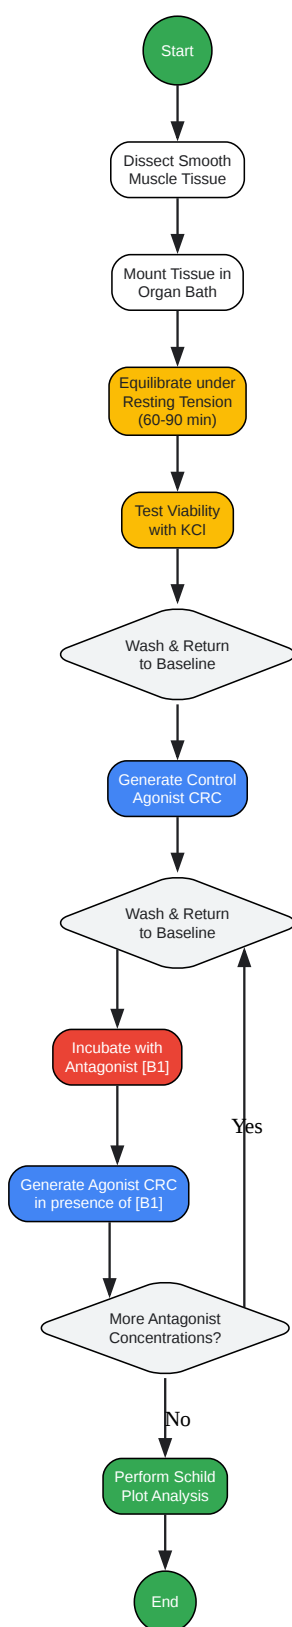 Start
Dissect Smooth
Muscle Tissue
Mount Tissue in
Organ Bath
Equilibrate under
Resting Tension
(60-90 min)
Test Viability
with KCl
Wash & Return
to Baseline
Generate Control
Agonist CRC
Wash & Return
to Baseline
Incubate with
Antagonist [B1]
Yes
Generate Agonist CRC
in presence of [B1]
More Antagonist
Concentrations?
No
Perform Schild
Plot Analysis
End